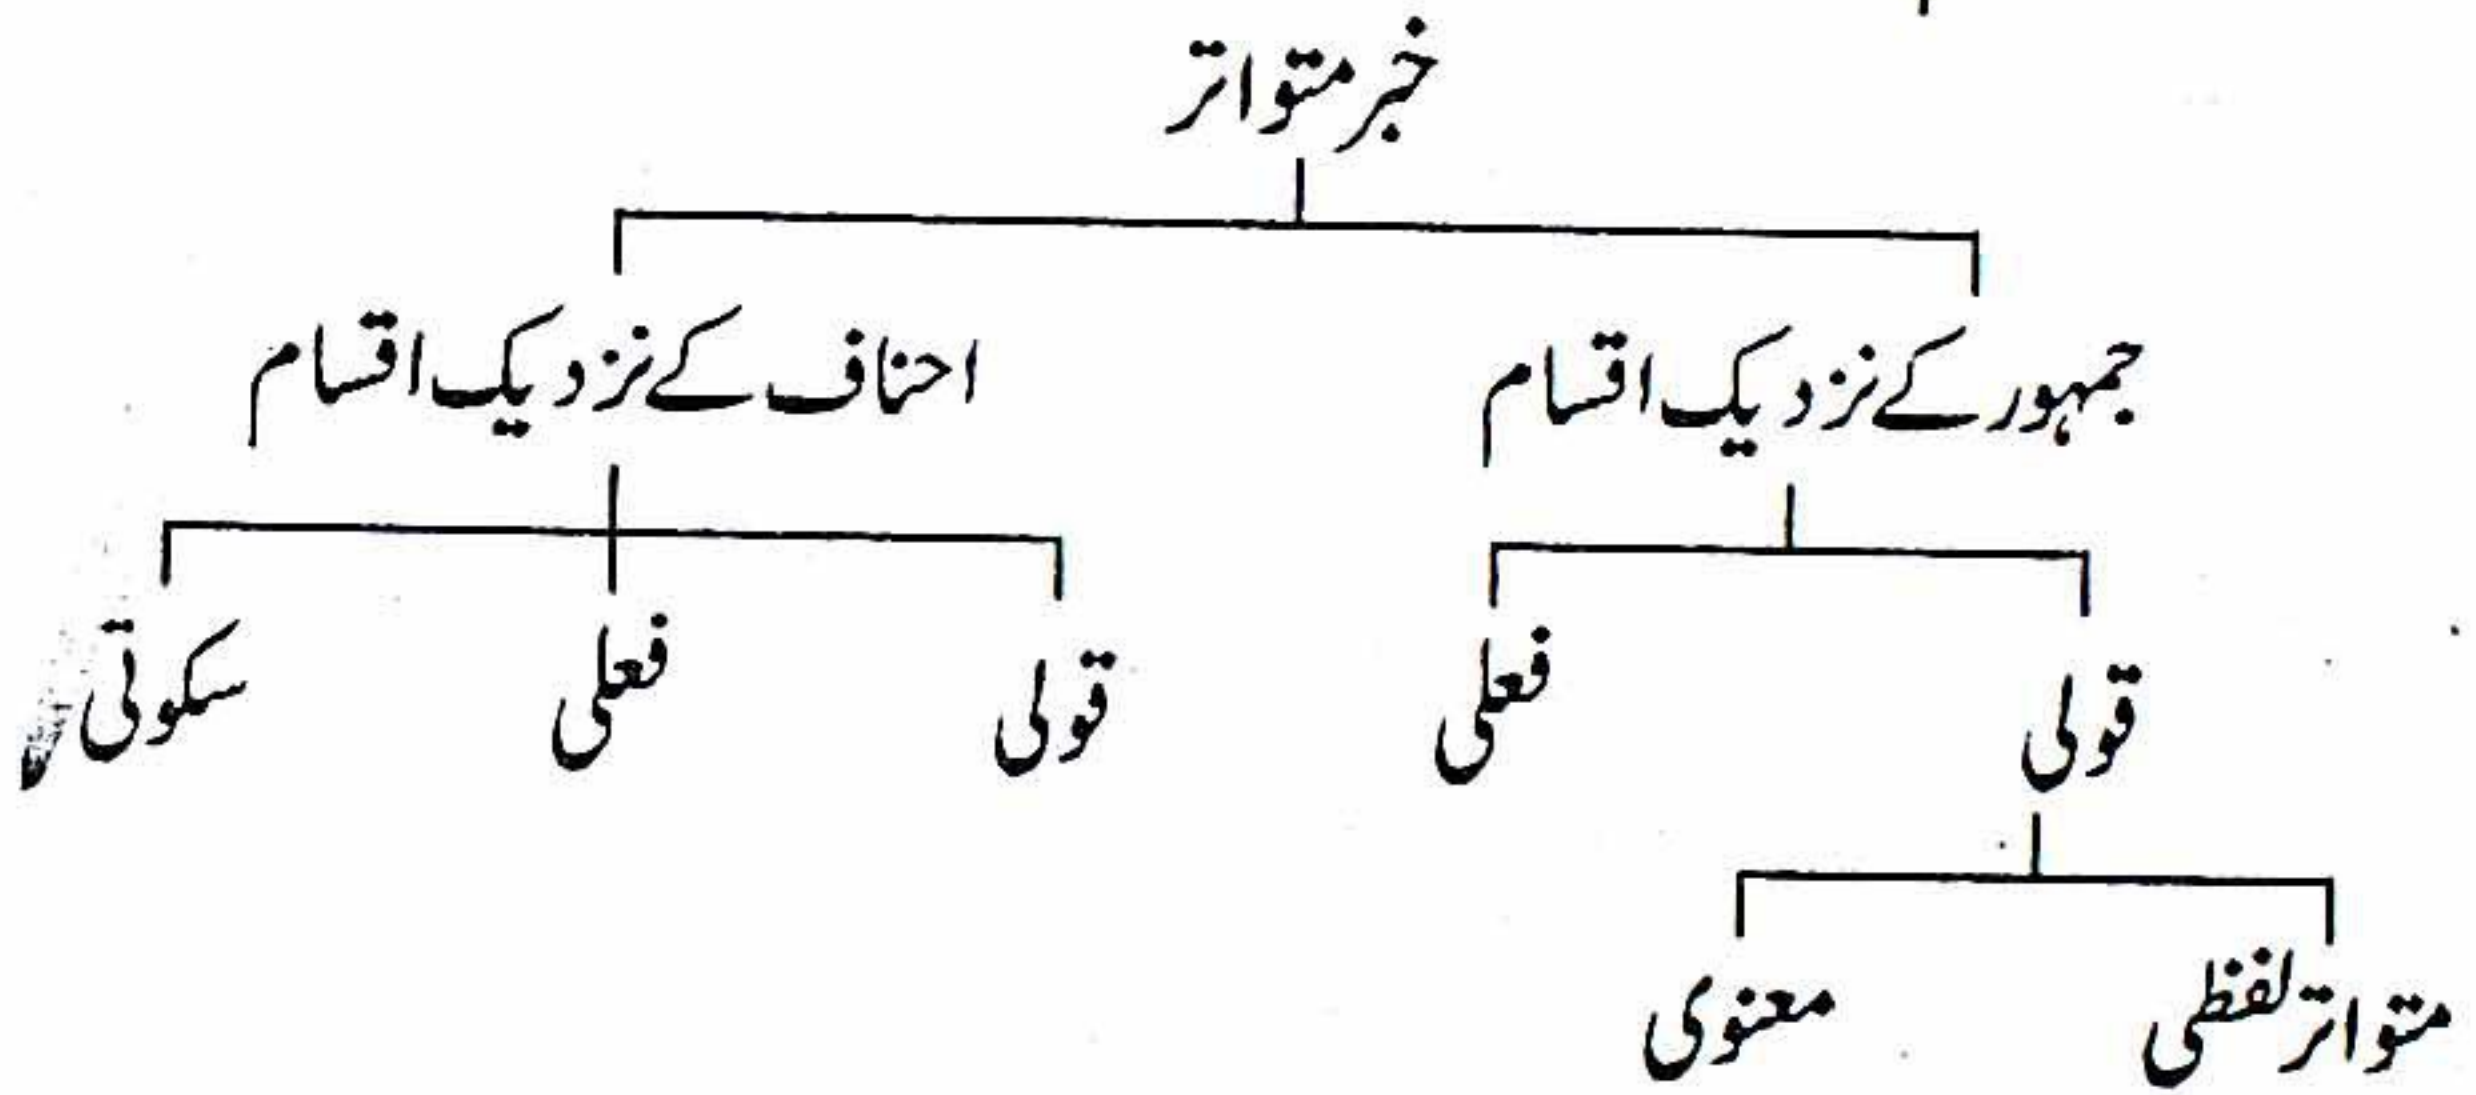 خبر متواتر
جمہور کے نزدیک اقسام
احناف کے نزدیک اقسام
قولی
فعلی
قولی
فعلی
سکوتی
متواتر لفظی
معنوی